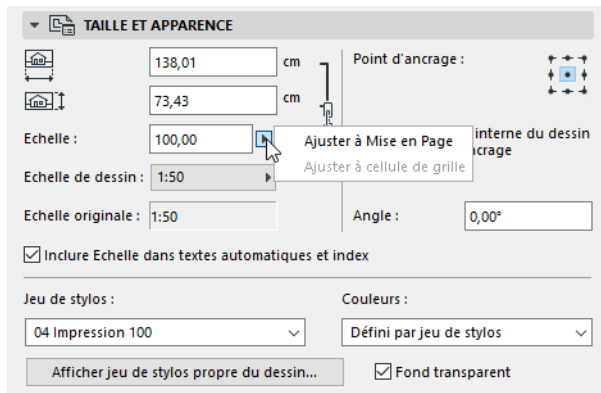 TAILLE ET APPARENCE
138,01 cm
Point d'ancrage :
73,43 cm
Echelle : 100,00
Ajuster à Mise en Page
interne du dessin
Ajuster à cellule de grille
Echelle de dessin : 1:50
Echelle originale : 1:50
Angle : 0,00°
Inclure Echelle dans textes automatiques et index
Jeu de stylos :
Couleurs :
04 Impression 100
Défini par jeu de stylos
Afficher jeu de stylos propre du dessin...
Fond transparent